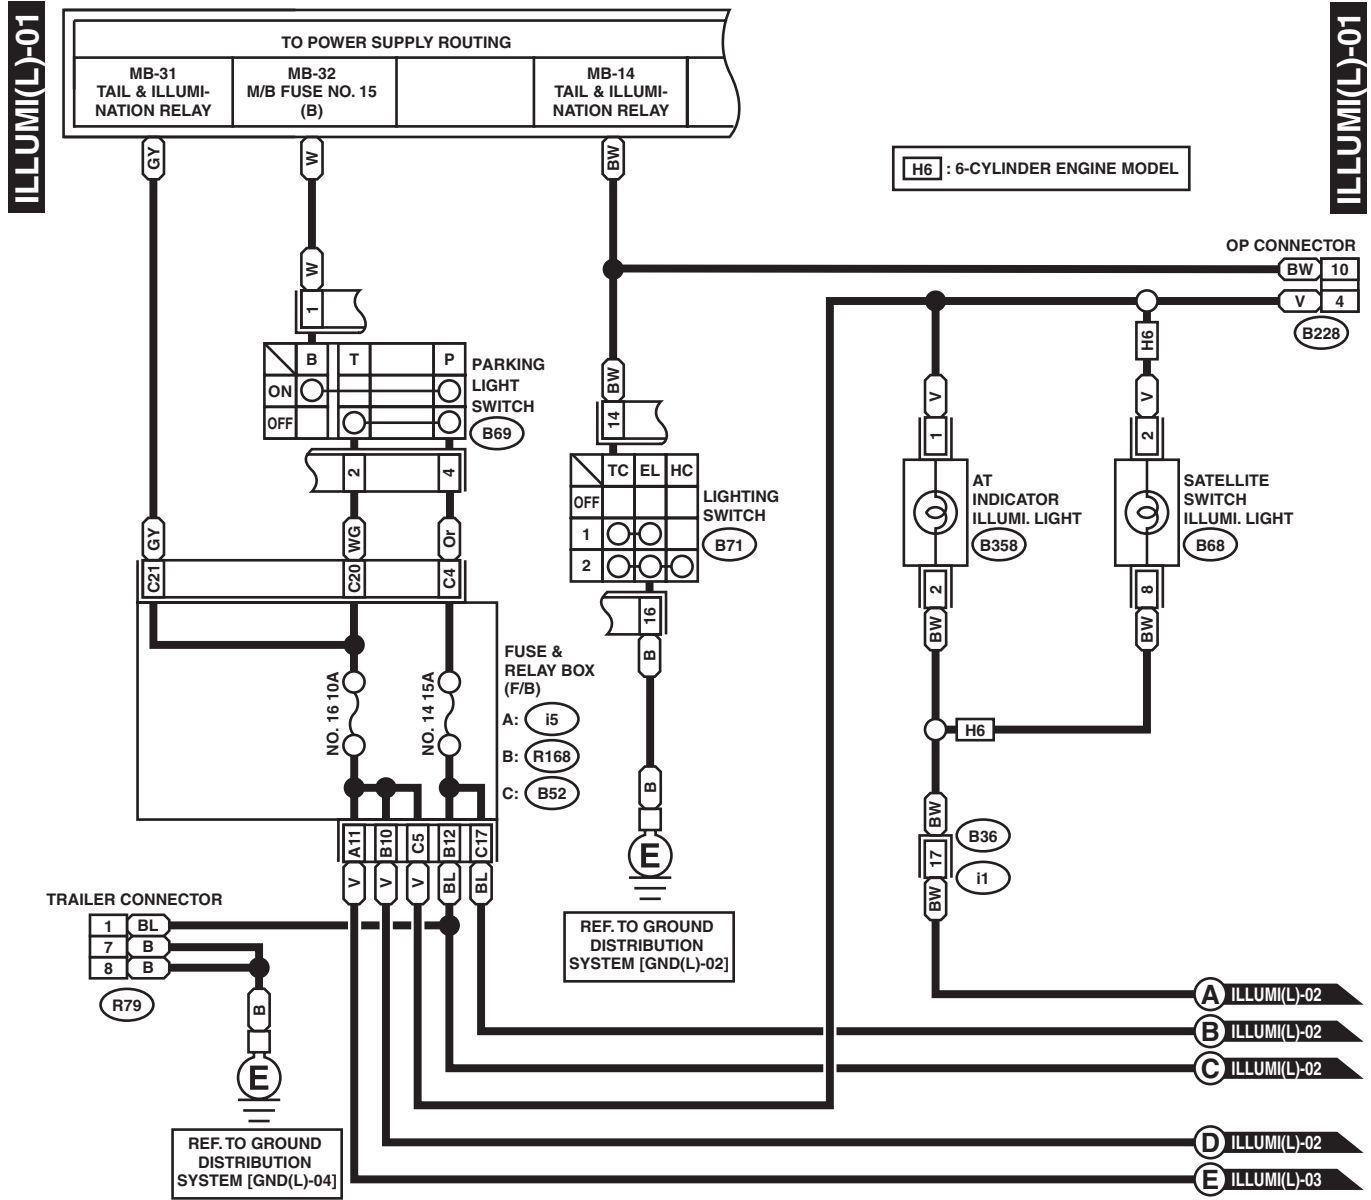 ILLUMI(L)-01
ILLUMI(L)-01
TO POWER SUPPLY ROUTING
MB-31
TAIL & ILLUMI-
NATION RELAY
MB-32
M/B FUSE NO. 15
(B)
MB-14
TAIL & ILLUMI-
NATION RELAY
GY
W
BW
H6 : 6-CYLINDER ENGINE MODEL
OP CONNECTOR
BW 10
V 4
B228
W
1
B T P
ON
OFF
PARKING
LIGHT
SWITCH
B69
2
4
GY
WG
Or
C21
C20
C4
BW
14
TC EL HC
OFF
1
2
LIGHTING
SWITCH
B71
16
B
B
E
REF. TO GROUND
DISTRIBUTION
SYSTEM [GND(L)-02]
H6
V
V
1
2
AT
INDICATOR
ILLUMI. LIGHT
B358
SATELLITE
SWITCH
ILLUMI. LIGHT
B68
2
8
BW
BW
H6
BW
B36
17
i1
BW
NO. 16 10A
NO. 14 15A
FUSE &
RELAY BOX
(F/B)
A: i5
B: R168
C: B52
A11
B10
C5
B12
C17
V
V
V
BL
BL
TRAILER CONNECTOR
1 BL
7 B
8 B
R79
B
E
REF. TO GROUND
DISTRIBUTION
SYSTEM [GND(L)-04]
A ILLUMI(L)-02
B ILLUMI(L)-02
C ILLUMI(L)-02
D ILLUMI(L)-02
E ILLUMI(L)-03